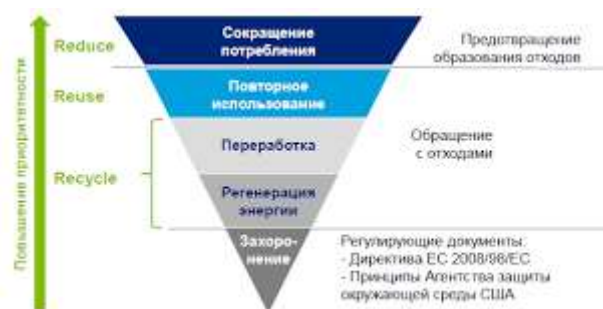 Повышение приоритетности
Reduce
Сокращение
потребления
Предотвращение
образования отходов
Reuse
Повторное
использование
Recycle
Переработка
Обращение
с отходами
Регенерация
энергии
Захоро-
нение
Регулирующие документы:
- Директива ЕС 2008/98/ЕС
- Принципы Агентства защиты
окружающей среды США